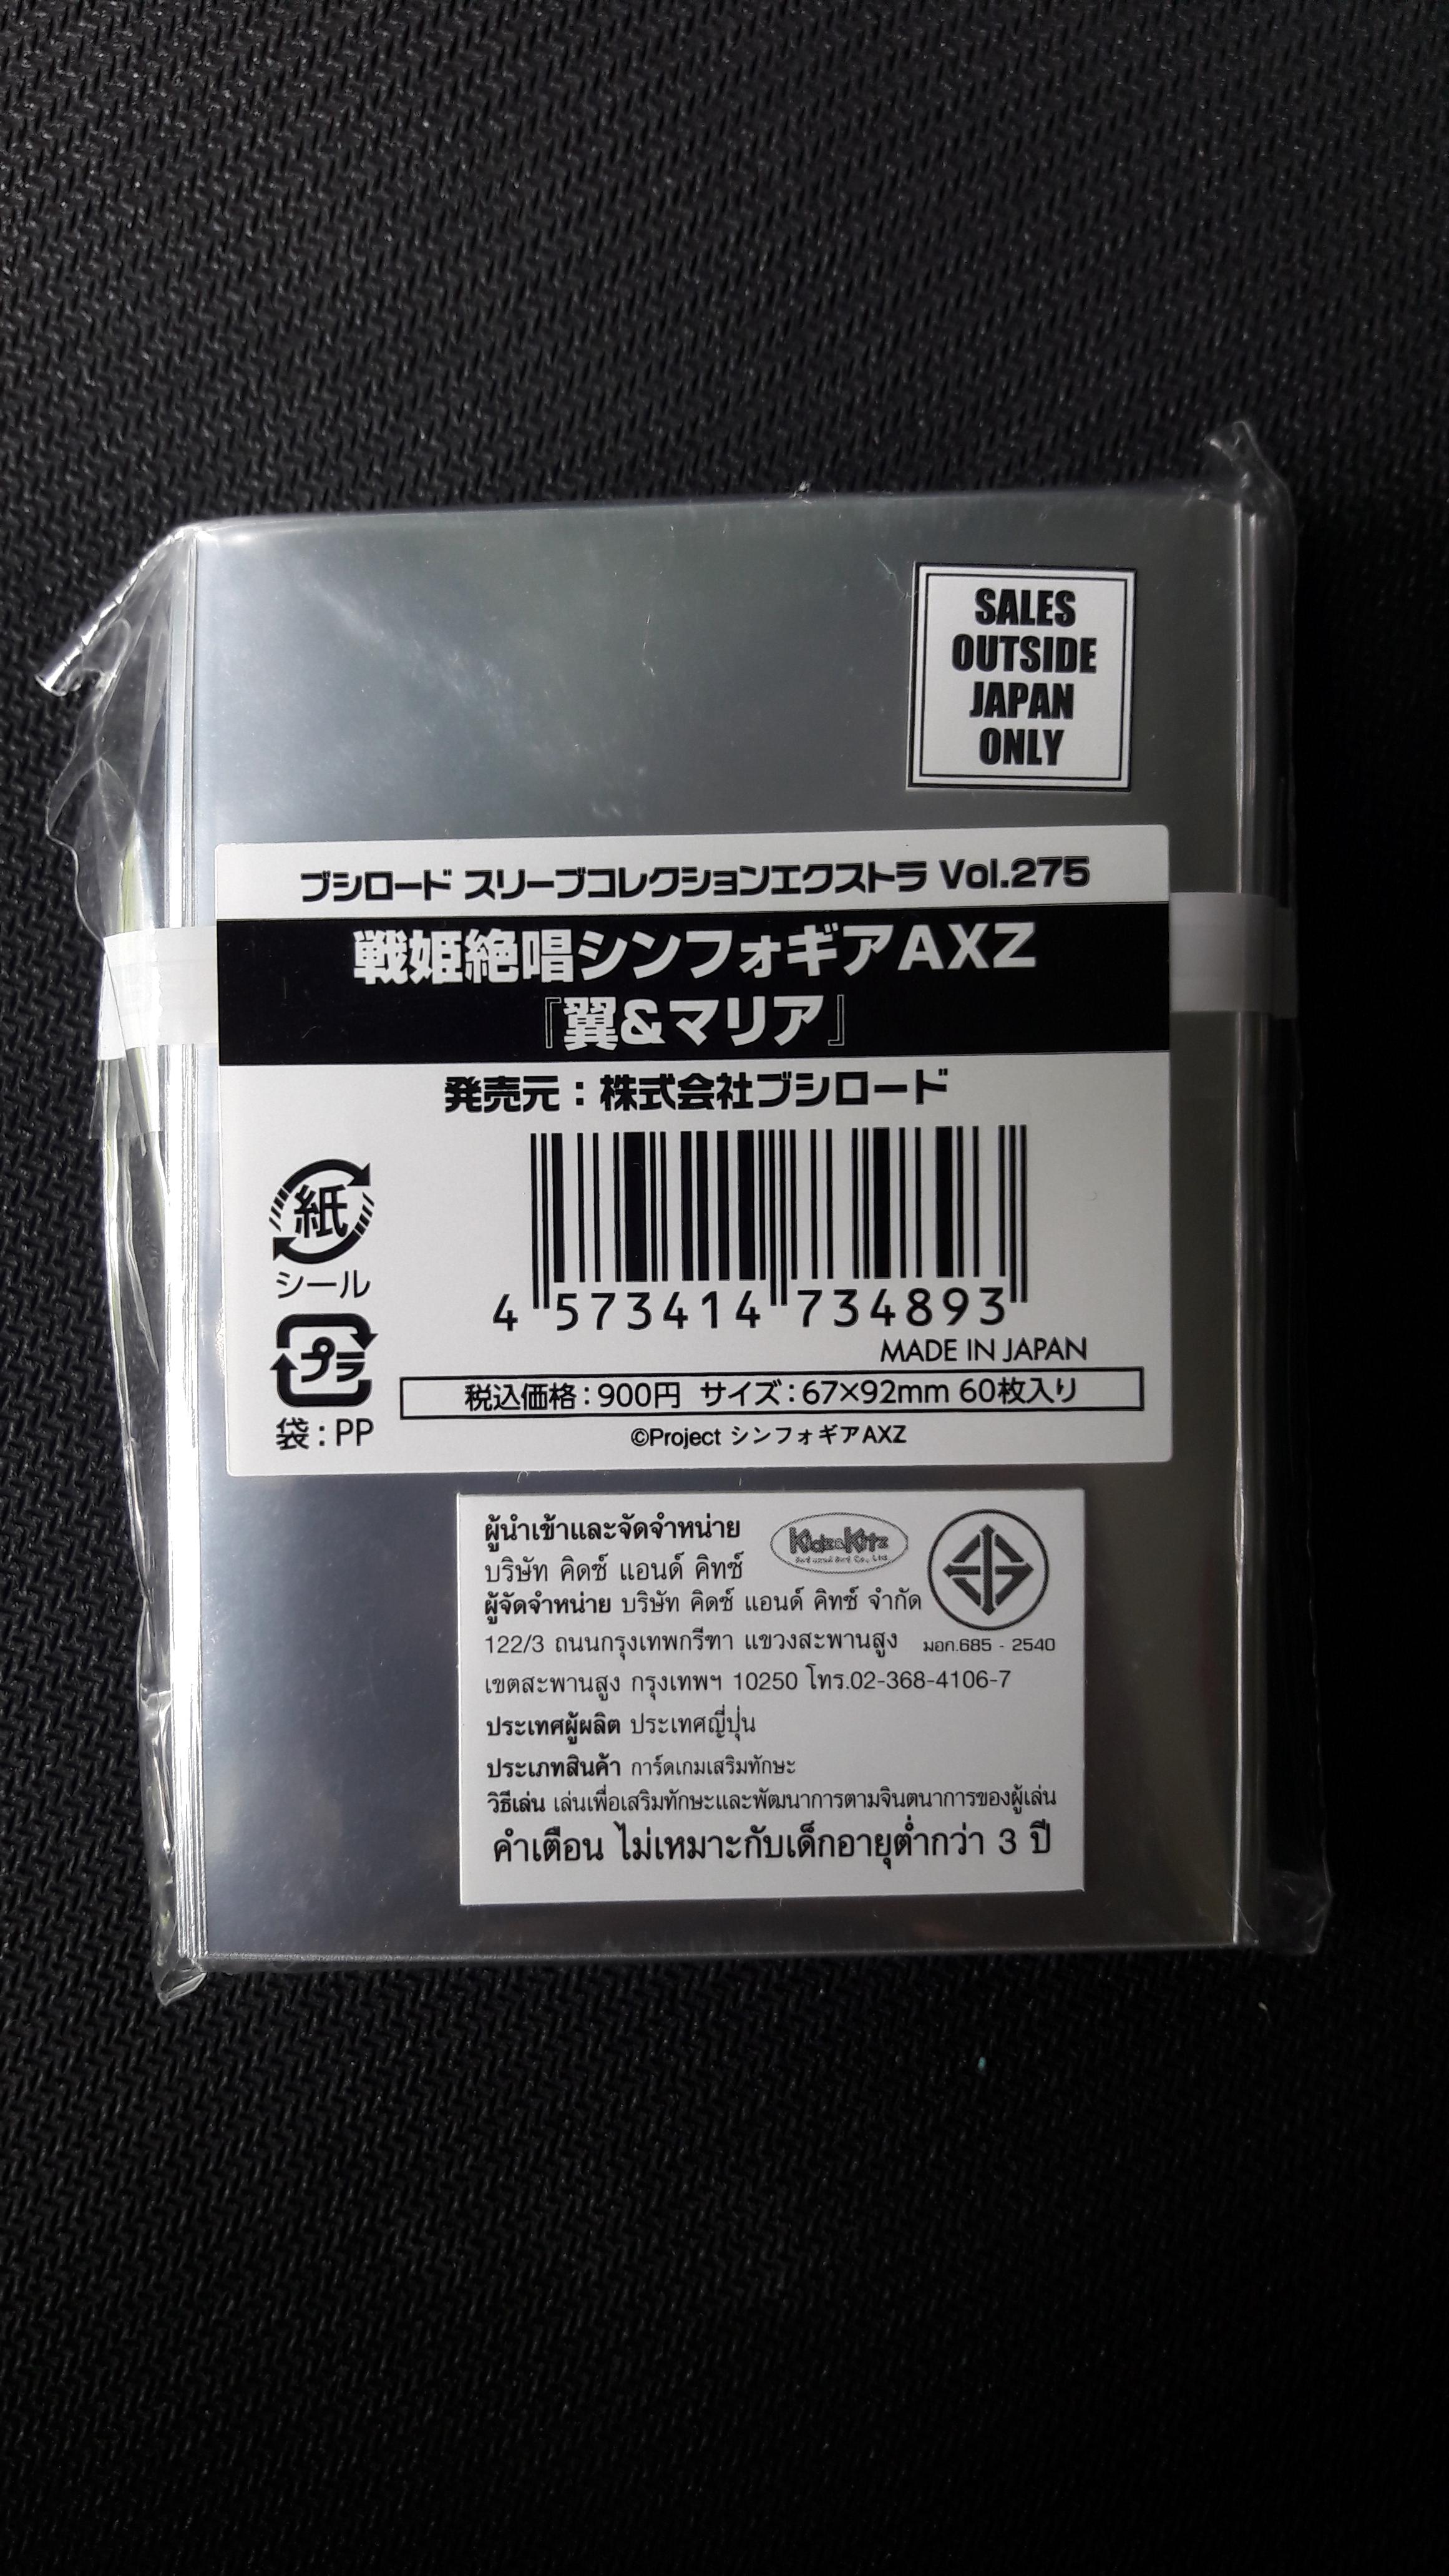 SALES
OUTSIDE
JAPAN
ONLY
ブシロード スリーブコレクションエクストラ Vol.275
戦姫絶唱シンフォギアAXZ
『翼&マリア』
発売元：株式会社ブシロード
紙
シール
プラ
袋:PP
4 573414 734893
MADE IN JAPAN
税込価格:900円 サイズ:67×92mm 60枚入り
©Project シンフォギアAXZ
ผู้นำเข้าและจัดจำหน่าย
บริษัท คิดซ์ แอนด์ คิทซ์
Kidz&Kitz
ผู้จัดจำหน่าย บริษัท คิดซ์ แอนด์ คิทซ์ จำกัด
122/3 ถนนกรุงเทพกรีฑา แขวงสะพานสูง
มอก.685 - 2540
เขตสะพานสูง กรุงเทพฯ 10250 โทร.02-368-4106-7
ประเทศผู้ผลิต ประเทศญี่ปุ่น
ประเภทสินค้า การ์ดเกมเสริมทักษะ
วิธีเล่น เล่นเพื่อเสริมทักษะและพัฒนาการตามจินตนาการของผู้เล่น
คำเตือน ไม่เหมาะกับเด็กอายุต่ำกว่า 3 ปี